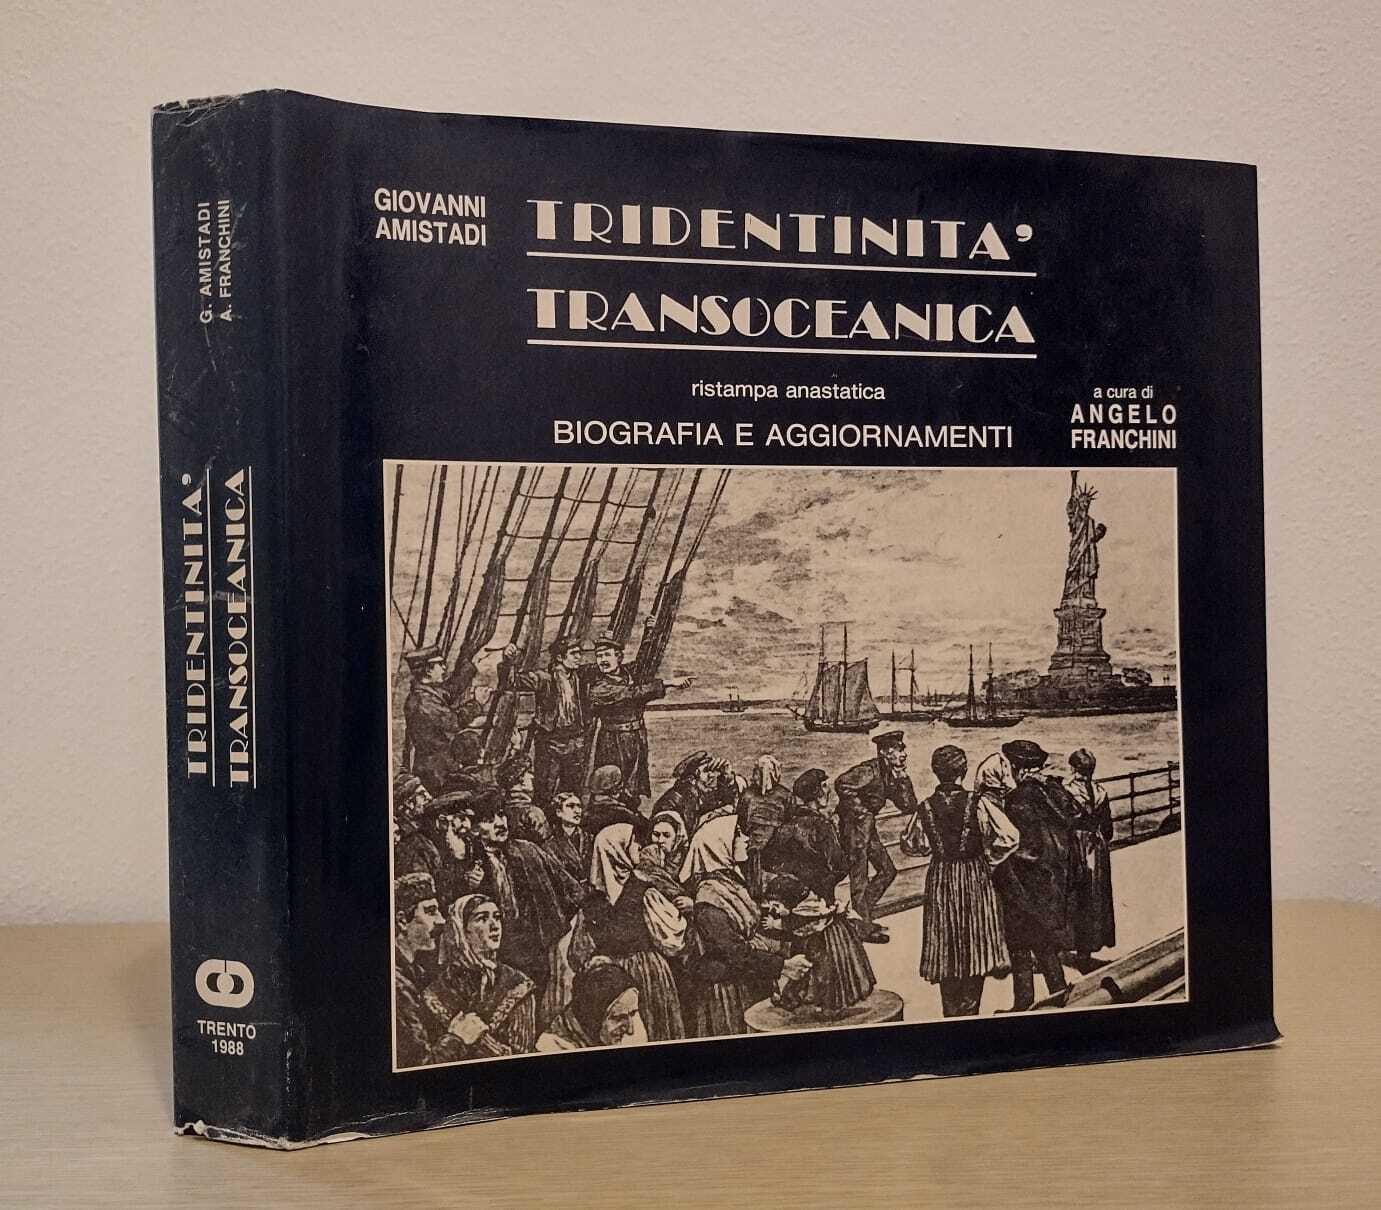 G. AMISTADI
A. FRANCHINI
TRIDENTINITA'
TRANSOCEANICA
TRENTO
1988
GIOVANNI
AMISTADI
TRIDENTINITA'
TRANSOCEANICA
ristampa anastatica
BIOGRAFIA E AGGIORNAMENTI
a cura di
ANGELO
FRANCHINI